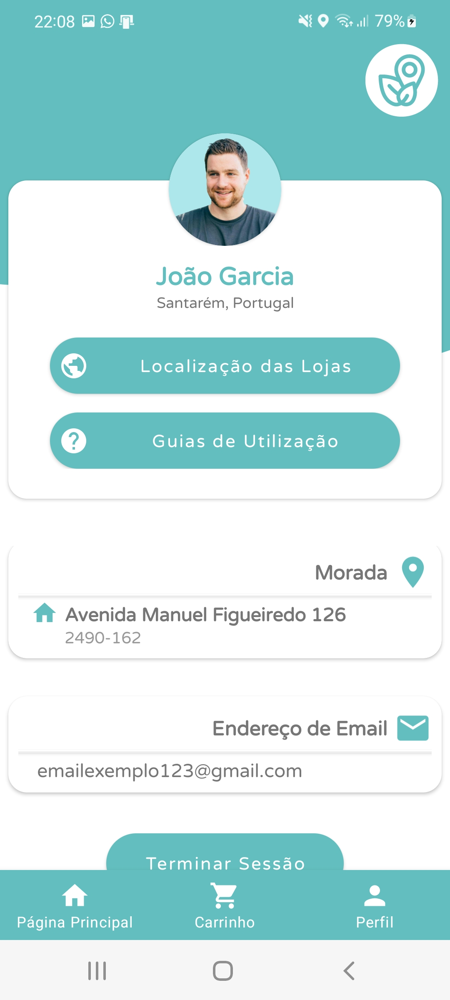 22:08
79%
João Garcia
Santarém, Portugal
Localização das Lojas
Guias de Utilização
Morada
Avenida Manuel Figueiredo 126
2490-162
Endereço de Email
emailexemplo123@gmail.com
Terminar Sessão
Página Principal
Carrinho
Perfil